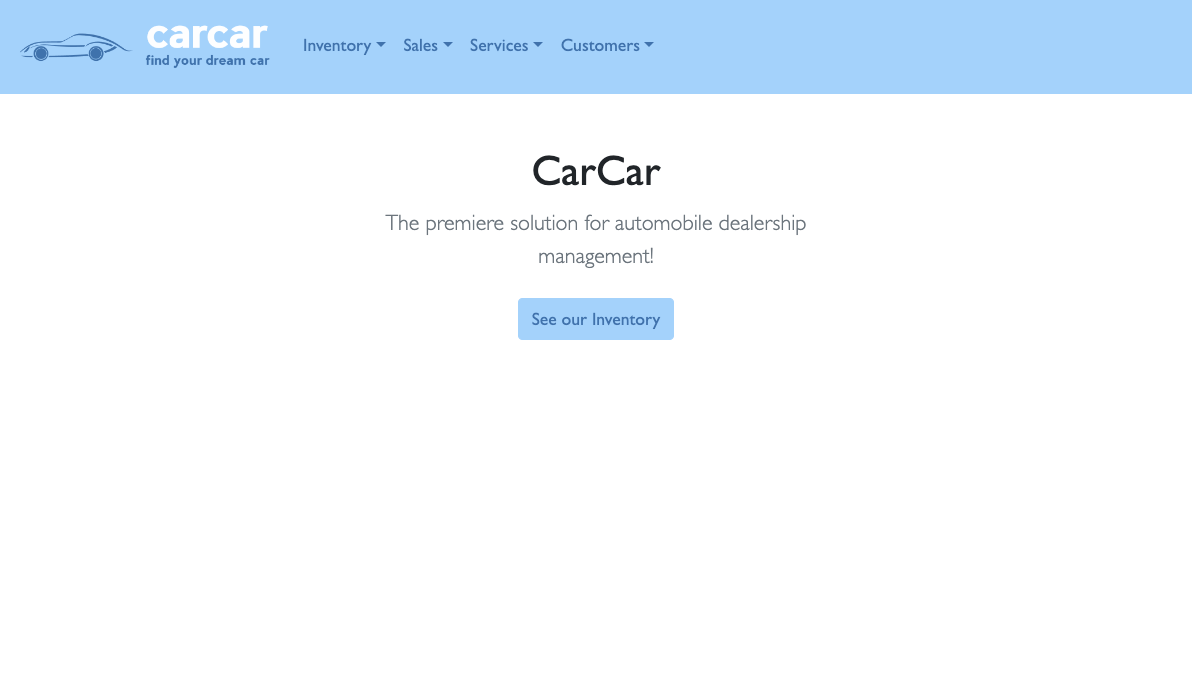 carcar
find your dream car
Inventory Sales Services Customers
CarCar
The premiere solution for automobile dealership
management!
See our Inventory